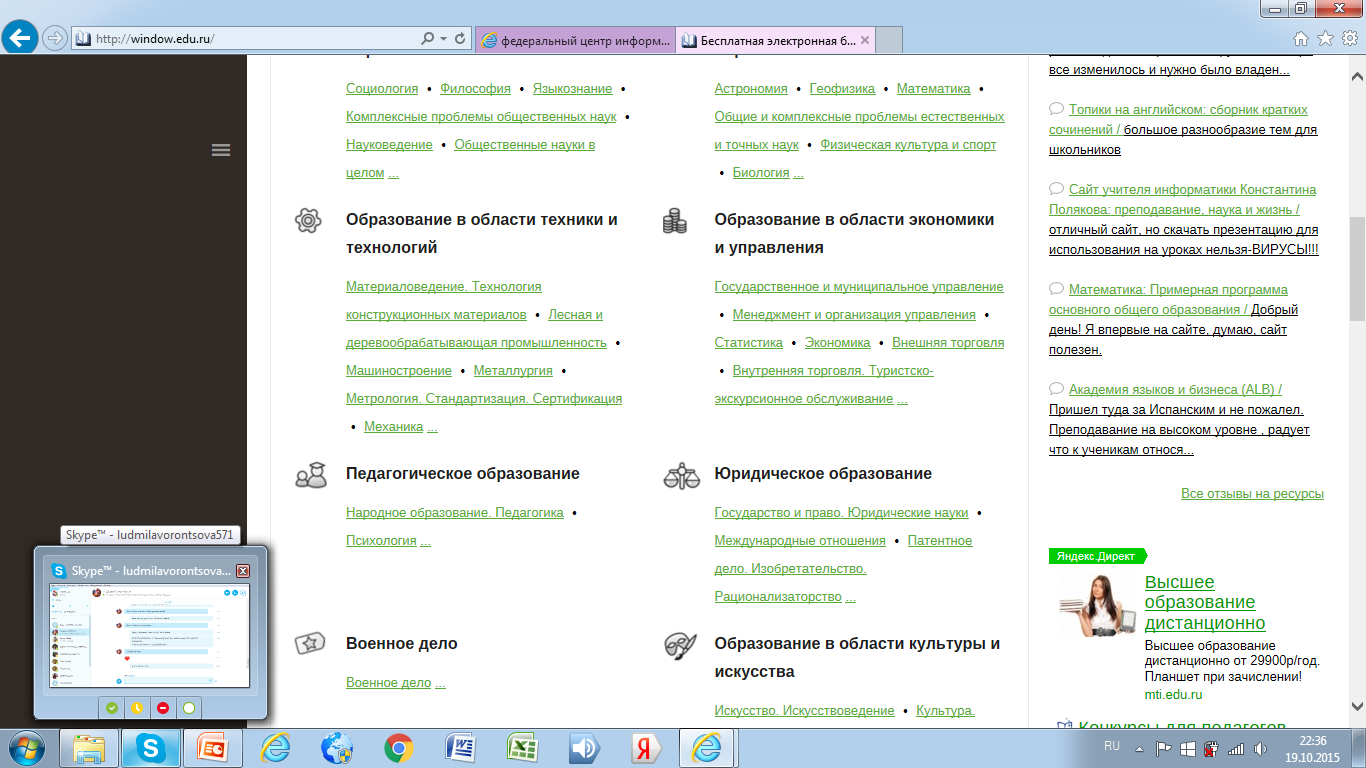 http://window.edu.ru/
федеральный центр информ...
Бесплатная электронная б...
Социология • Философия • Языкознание •
Комплексные проблемы общественных наук •
Науковедение • Общественные науки в
целом ...
Астрономия • Геофизика • Математика •
Общие и комплексные проблемы естественных
и точных наук • Физическая культура и спорт
• Биология ...
Образование в области техники и
технологий
Материаловедение. Технология
конструкционных материалов • Лесная и
деревообрабатывающая промышленность •
Машиностроение • Металлургия •
Метрология. Стандартизация. Сертификация
• Механика ...
Образование в области экономики
и управления
Государственное и муниципальное управление
• Менеджмент и организация управления •
Статистика • Экономика • Внешняя торговля
• Внутренняя торговля. Туристско-
экскурсионное обслуживание ...
Педагогическое образование
Народное образование. Педагогика •
Психология ...
Юридическое образование
Государство и право. Юридические науки •
Международные отношения • Патентное
дело. Изобретательство.
Рационализаторство ...
Военное дело
Военное дело ...
Образование в области культуры и
искусства
Искусство. Искусствоведение • Культура.
все изменилось и нужно было владен...
Топики на английском: сборник кратких
сочинений / большое разнообразие тем для
школьников
Сайт учителя информатики Константина
Полякова: преподавание, наука и жизнь /
отличный сайт, но скачать презентацию для
использования на уроках нельзя-ВИРУСЫ!!!
Математика: Примерная программа
основного общего образования / Добрый
день! Я впервые на сайте, думаю, сайт
полезен.
Академия языков и бизнеса (ALB) /
Пришел туда за Испанским и не пожалел.
Преподавание на высоком уровне , радует
что к ученикам относя...
Все отзывы на ресурсы
Яндекс.Директ
Высшее
образование
дистанционно
Высшее образование
дистанционно от 29900р/год.
Планшет при зачислении!
mti.edu.ru
Конкурсы для педагогов
Skype™ - ludmilavorontsova571
Skype™ - ludmilavorontsova...
RU
22:36
19.10.2015